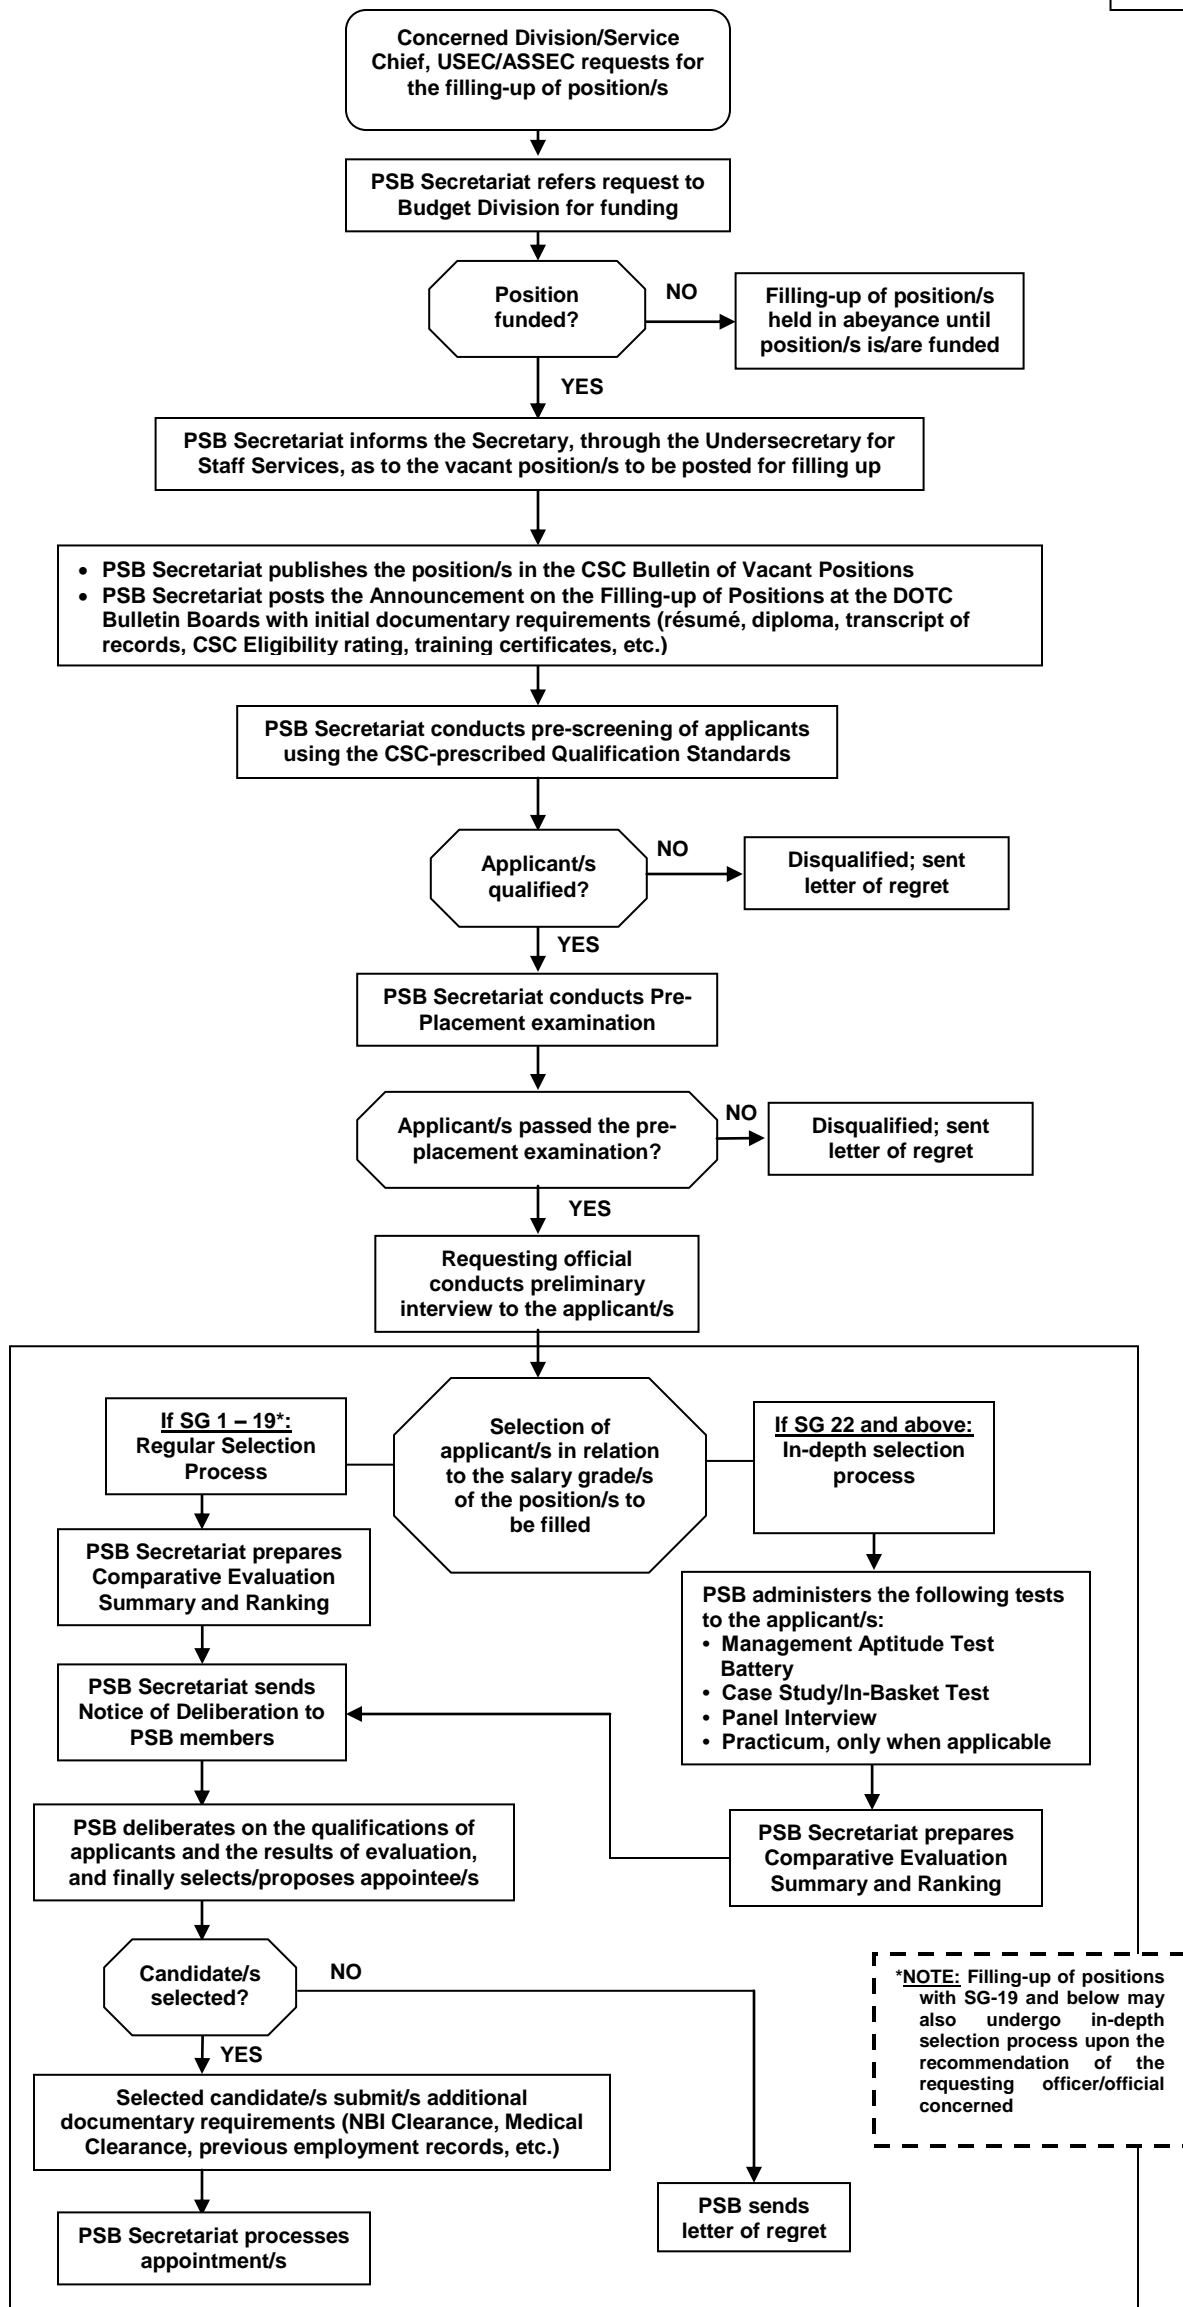 Concerned Division/Service
Chief, USEC/ASSEC requests for
the filling-up of position/s
PSB Secretariat refers request to
Budget Division for funding
Position
funded?
NO
Filling-up of position/s
held in abeyance until
position/s is/are funded
YES
PSB Secretariat informs the Secretary, through the Undersecretary for
Staff Services, as to the vacant position/s to be posted for filling up
• PSB Secretariat publishes the position/s in the CSC Bulletin of Vacant Positions
• PSB Secretariat posts the Announcement on the Filling-up of Positions at the DOTC
Bulletin Boards with initial documentary requirements (résumé, diploma, transcript of
records, CSC Eligibility rating, training certificates, etc.)
PSB Secretariat conducts pre-screening of applicants
using the CSC-prescribed Qualification Standards
Applicant/s
qualified?
NO
Disqualified; sent
letter of regret
YES
PSB Secretariat conducts Pre-
Placement examination
Applicant/s passed the pre-
placement examination?
NO
Disqualified; sent
letter of regret
YES
Requesting official
conducts preliminary
interview to the applicant/s
Selection of
applicant/s in relation
to the salary grade/s
of the position/s to
be filled
If SG 1 – 19*:
Regular Selection
Process
If SG 22 and above:
In-depth selection
process
PSB Secretariat prepares
Comparative Evaluation
Summary and Ranking
PSB administers the following tests
to the applicant/s:
• Management Aptitude Test
Battery
• Case Study/In-Basket Test
• Panel Interview
• Practicum, only when applicable
PSB Secretariat sends
Notice of Deliberation to
PSB members
PSB deliberates on the qualifications of
applicants and the results of evaluation,
and finally selects/proposes appointee/s
PSB Secretariat prepares
Comparative Evaluation
Summary and Ranking
Candidate/s
selected?
NO
*NOTE: Filling-up of positions
with SG-19 and below may
also undergo in-depth
selection process upon the
recommendation of the
requesting officer/official
concerned
YES
Selected candidate/s submit/s additional
documentary requirements (NBI Clearance, Medical
Clearance, previous employment records, etc.)
PSB sends
letter of regret
PSB Secretariat processes
appointment/s